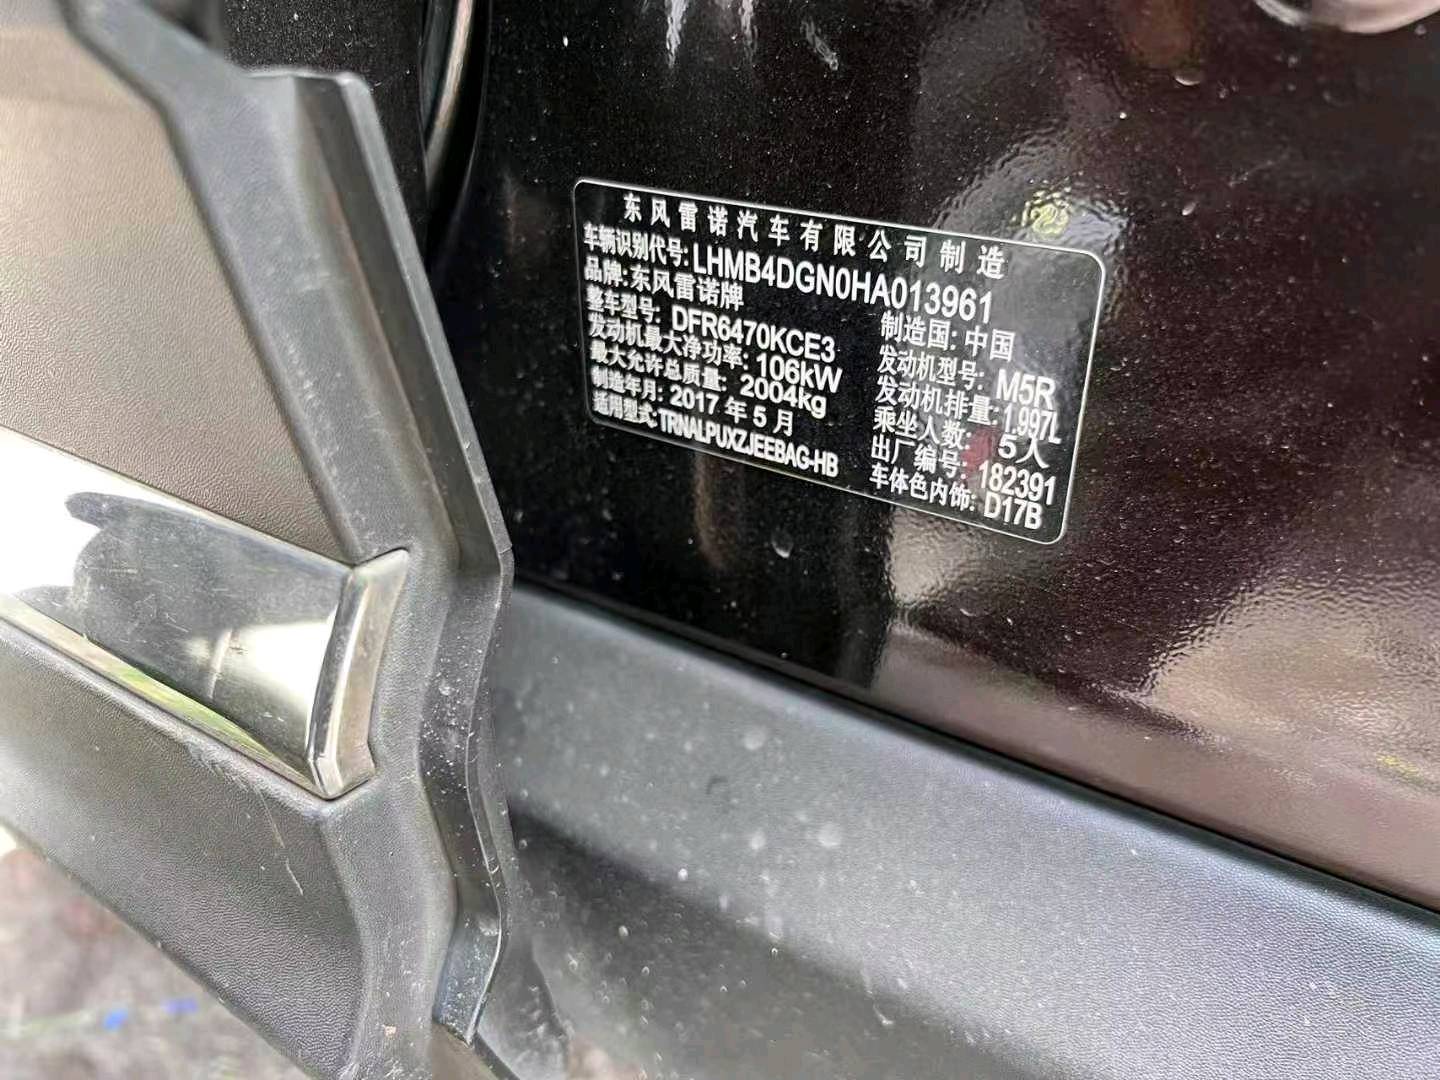 东风雷诺汽车有限公司制造
车辆识别代号: LHMB4DGN0HA013961
品牌: 东风雷诺牌 制造国: 中国
整车型号: DFR6470KCE3 发动机型号: M5R
发动机最大净功率: 106kW 发动机排量: 1.997L
最大允许总质量: 2004kg 乘坐人数: 5人
制造年月: 2017年5月 出厂编号: 182391
适用型式: TRNALPUXZJEEBAG-HB 车体色内饰: D17B